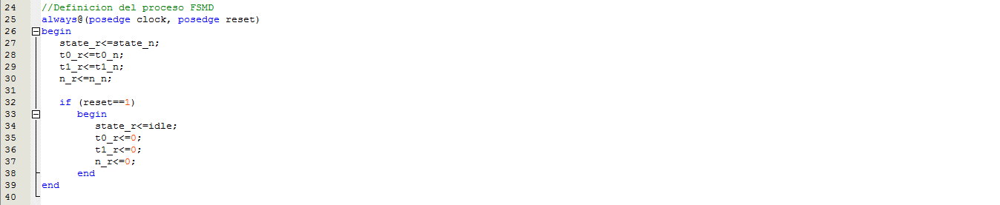 24 //Definicion del proceso FSMD
25 always@(posedge clock, posedge reset)
26 begin
27 state_r<=state_n;
28 t0_r<=t0_n;
29 t1_r<=t1_n;
30 n_r<=n_n;
31
32 if (reset==1)
33 begin
34 state_r<=idle;
35 t0_r<=0;
36 t1_r<=0;
37 n_r<=0;
38 end
39 end
40